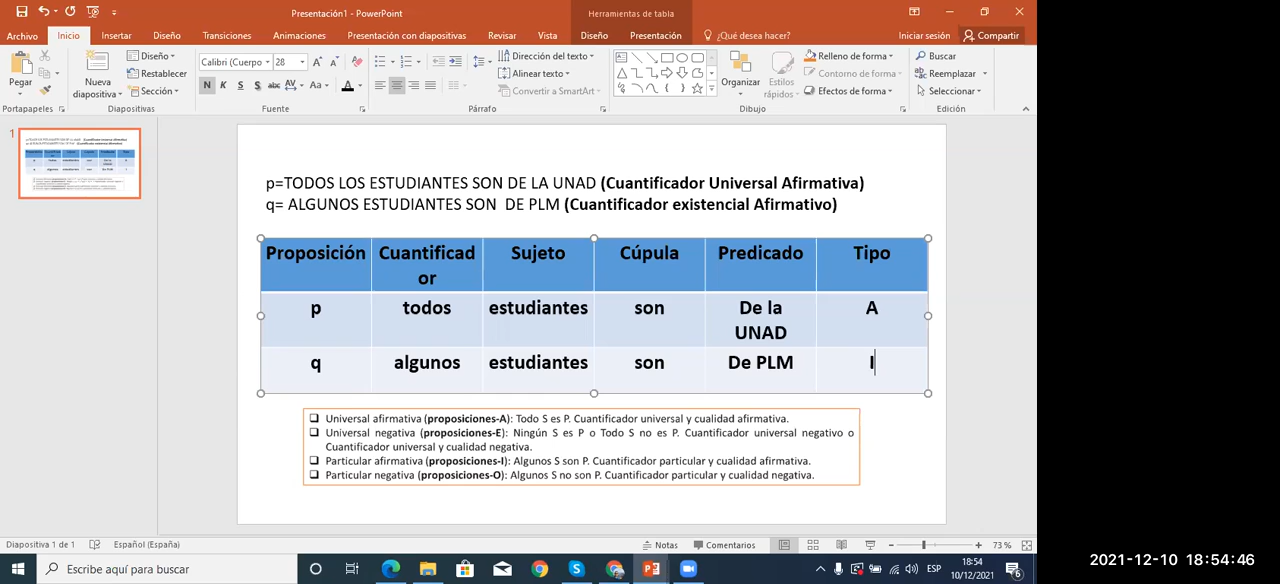 Presentación1 - PowerPoint
Herramientas de tabla
Archivo Inicio Insertar Diseño Transiciones Animaciones Presentación con diapositivas Revisar Vista Diseño Presentación ¿Qué desea hacer? Iniciar sesión Compartir
Pegar
Nueva diapositiva
Diseño
Restablecer
Sección
Calibri (Cuerpo) 28
N K S S abc AV Aa A
Dirección del texto
Alinear texto
Convertir a SmartArt
Organizar
Estilos rápidos
Relleno de forma
Contorno de forma
Efectos de forma
Buscar
Reemplazar
Seleccionar
Portapapeles Diapositivas Fuente Párrafo Dibujo Edición
1
p=TODOS LOS ESTUDIANTES SON DE LA UNAD (Cuantificador Universal Afirmativa)
q= ALGUNOS ESTUDIANTES SON DE PLM (Cuantificador existencial Afirmativo)
Proposición Cuantificad Sujeto Cúpula Predicado Tipo
or
p todos estudiantes son De la A
UNAD
q algunos estudiantes son De PLM I
❑ Universal afirmativa (proposiciones-A): Todo S es P. Cuantificador universal y cualidad afirmativa.
❑ Universal negativa (proposiciones-E): Ningún S es P o Todo S no es P. Cuantificador universal negativo o
Cuantificador universal y cualidad negativa.
❑ Particular afirmativa (proposiciones-I): Algunos S son P. Cuantificador particular y cualidad afirmativa.
❑ Particular negativa (proposiciones-O): Algunos S no son P. Cuantificador particular y cualidad negativa.
Diapositiva 1 de 1 Español (España) Notas Comentarios 73 %
Escribe aquí para buscar
ESP
18:54
10/12/2021
6
2021-12-10 18:54:46